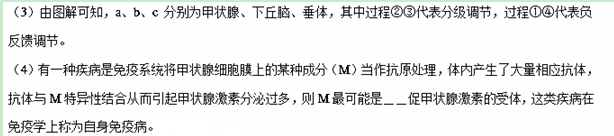 （3）由图解可知，a、b、c 分别为甲状腺、下丘脑、垂体，其中过程②③代表分级调节，过程①④代表负
反馈调节。
（4）有一种疾病是免疫系统将甲状腺细胞膜上的某种成分（M）当作抗原处理，体内产生了大量相应抗体，
抗体与 M 特异性结合从而引起甲状腺激素分泌过多，则 M 最可能是__促甲状腺激素的受体，这类疾病在
免疫学上称为自身免疫病。